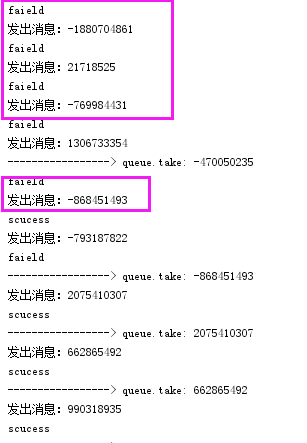 faield
发出消息：-1880704861
faield
发出消息：21718525
faield
发出消息：-769984431
faield
发出消息：1306733354
-----------------> queue.take: -470050235
faield
发出消息：-868451493
scucess
发出消息：-793187822
faield
-----------------> queue.take: -868451493
发出消息：2075410307
scucess
-----------------> queue.take: 2075410307
发出消息：662865492
scucess
-----------------> queue.take: 662865492
发出消息：990318935
scucess